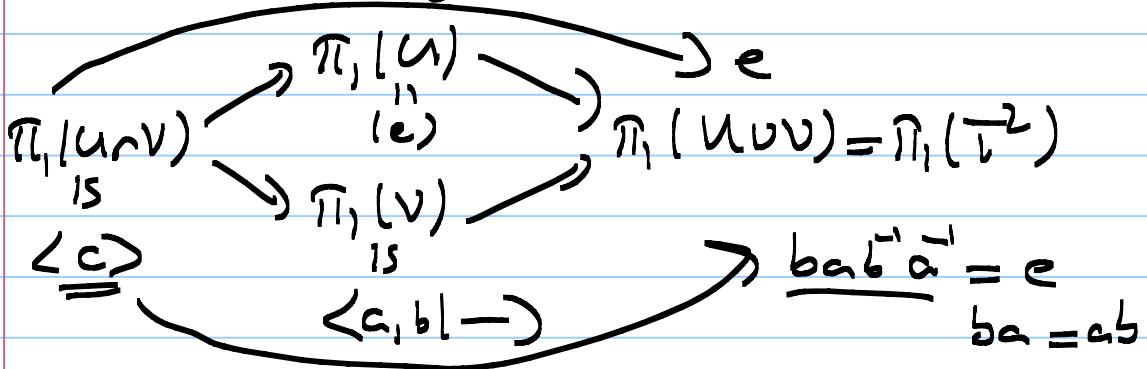 π₁(U) → e
"
(e)
π₁(U∩V) π₁(U∪V) = π₁(T²)
is
π₁(V)
<c> is bab⁻¹a⁻¹ = e
<a,b|—> ba = ab